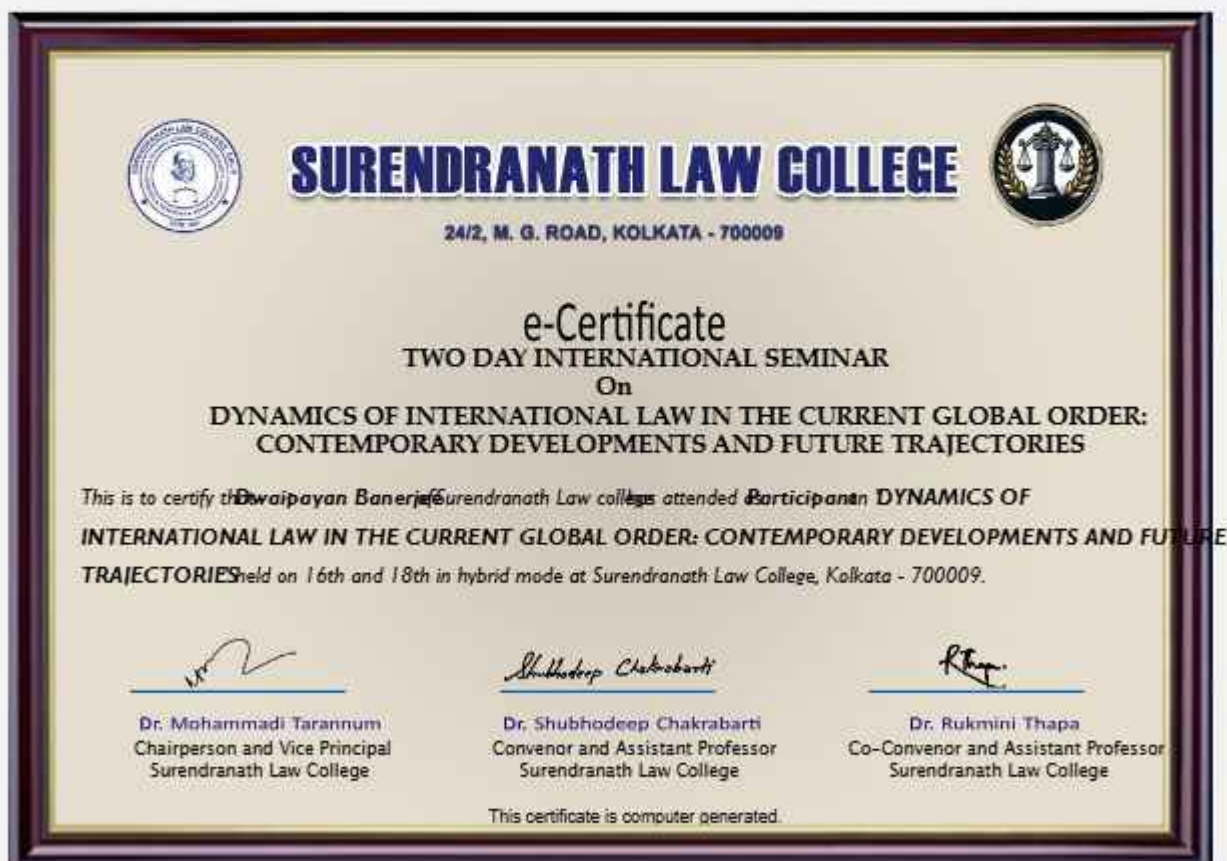 SURENDRANATH LAW COLLEGE
24/2, M. G. ROAD, KOLKATA - 700009
e-Certificate
TWO DAY INTERNATIONAL SEMINAR
On
DYNAMICS OF INTERNATIONAL LAW IN THE CURRENT GLOBAL ORDER:
CONTEMPORARY DEVELOPMENTS AND FUTURE TRAJECTORIES
This is to certify that Dwaipayan Banerjee of Surendranath Law college has attended as Participant in "DYNAMICS OF
INTERNATIONAL LAW IN THE CURRENT GLOBAL ORDER: CONTEMPORARY DEVELOPMENTS AND FUTURE
TRAJECTORIES held on 16th and 18th in hybrid mode at Surendranath Law College, Kolkata - 700009.
Shubhodeep Chakrabarti
RThapa.
Dr. Mohammadi Tarannum
Dr. Shubhodeep Chakrabarti
Dr. Rukmini Thapa
Chairperson and Vice Principal
Convenor and Assistant Professor
Co-Convenor and Assistant Professor
Surendranath Law College
Surendranath Law College
Surendranath Law College
This certificate is computer generated.